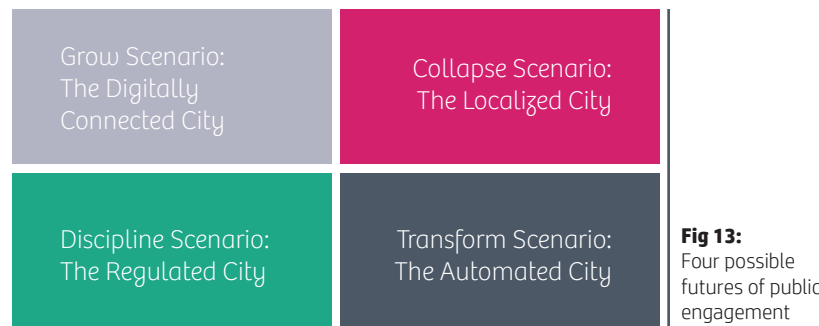 Grow Scenario:
The Digitally
Connected City
Collapse Scenario:
The Localized City
Discipline Scenario:
The Regulated City
Transform Scenario:
The Automated City
Fig 13:
Four possible
futures of public
engagement